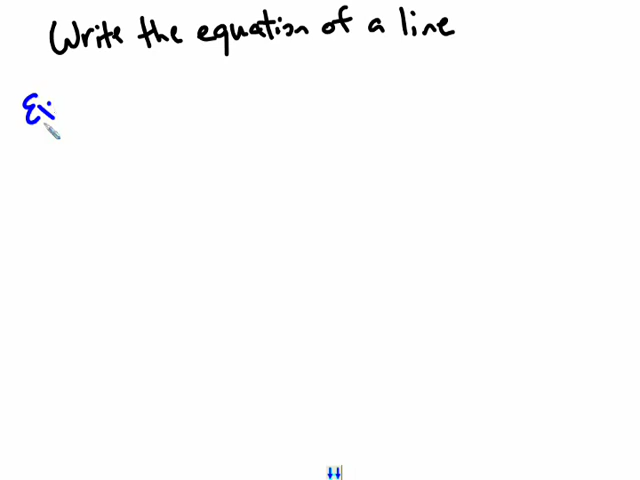 Write the equation of a line
Ex